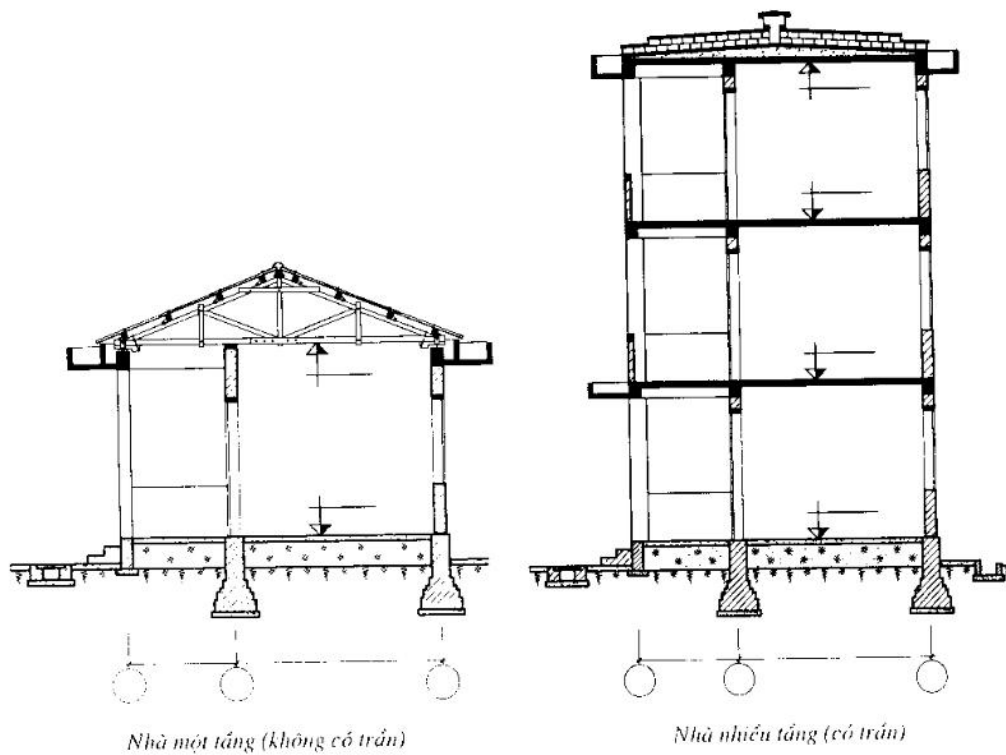 Nhà một tầng (không có trần)
Nhà nhiều tầng (có trần)